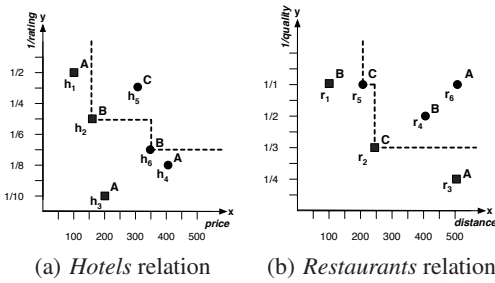 y
1/rating
1/2
1/4
1/6
1/8
1/10
A
h1
B
h2
C
h5
B
h6
A
h4
A
h3
100 200 300 400 500
x
price
(a) Hotels relation
y
1/quality
1/1
1/2
1/3
1/4
B
r1
C
r5
A
r6
B
r4
C
r2
A
r3
100 200 300 400 500
x
distance
(b) Restaurants relation